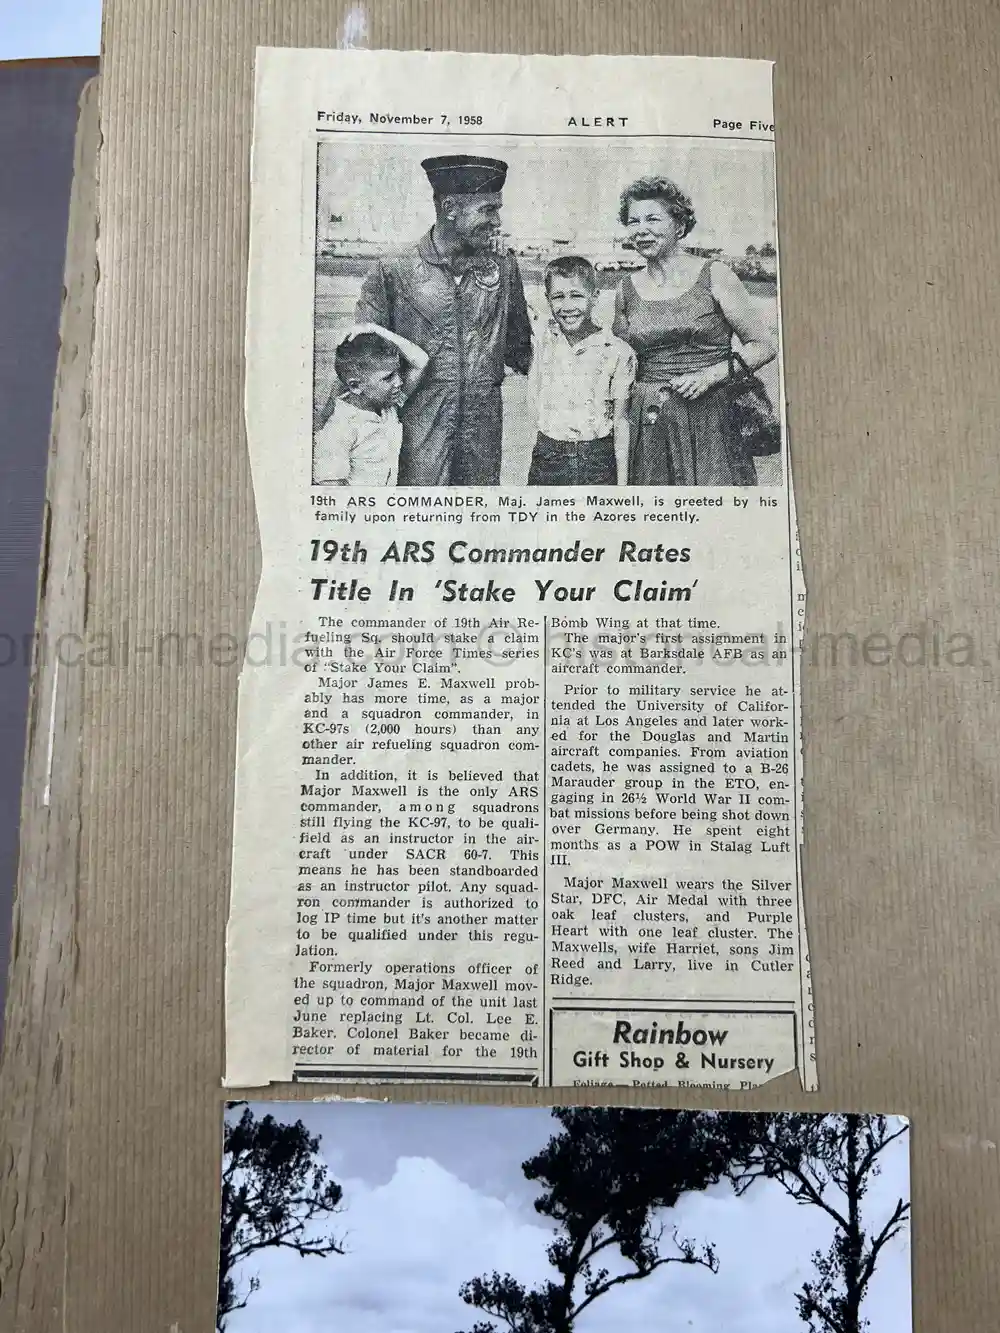 Friday, November 7, 1958 ALERT Page Five
19th ARS COMMANDER, Maj. James Maxwell, is greeted by his
family upon returning from TDY in the Azores recently.
19th ARS Commander Rates
Title In 'Stake Your Claim'
The commander of 19th Air Re-
fueling Sq. should stake a claim
with the Air Force Times series
of "Stake Your Claim".
Major James E. Maxwell prob-
ably has more time, as a major
and a squadron commander, in
KC-97s (2,000 hours) than any
other air refueling squadron com-
mander.
In addition, it is believed that
Major Maxwell is the only ARS
commander, among squadrons
still flying the KC-97, to be quali-
field as an instructor in the air-
craft under SACR 60-7. This
means he has been standboarded
as an instructor pilot. Any squad-
ron commander is authorized to
log IP time but it's another matter
to be qualified under this regu-
lation.
Formerly operations officer of
the squadron, Major Maxwell mov-
ed up to command of the unit last
June replacing Lt. Col. Lee E.
Baker. Colonel Baker became di-
rector of material for the 19th
Bomb Wing at that time.
The major's first assignment in
KC's was at Barksdale AFB as an
aircraft commander.
Prior to military service he at-
tended the University of Califor-
nia at Los Angeles and later work-
ed for the Douglas and Martin
aircraft companies. From aviation
cadets, he was assigned to a B-26
Marauder group in the ETO, en-
gaging in 26½ World War II com-
bat missions before being shot down
over Germany. He spent eight
months as a POW in Stalag Luft
III.
Major Maxwell wears the Silver
Star, DFC, Air Medal with three
oak leaf clusters, and Purple
Heart with one leaf cluster. The
Maxwells, wife Harriet, sons Jim
Reed and Larry, live in Cutler
Ridge.
Rainbow
Gift Shop & Nursery
Foliage — Potted Blooming